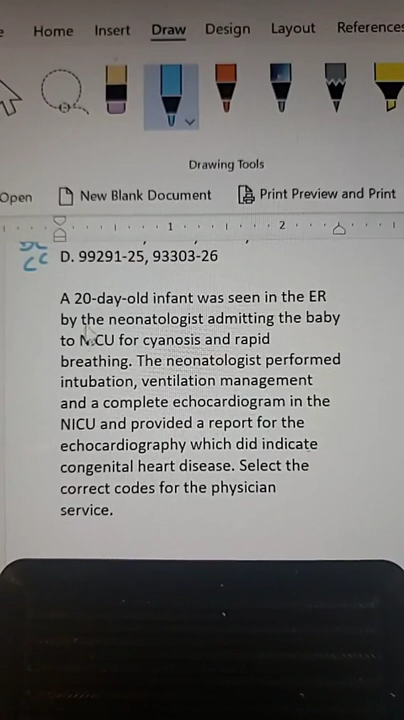 Home Insert Draw Design Layout References
Drawing Tools
Open New Blank Document Print Preview and Print
1 2
CC D. 99291-25, 93303-26
A 20-day-old infant was seen in the ER
by the neonatologist admitting the baby
to NICU for cyanosis and rapid
breathing. The neonatologist performed
intubation, ventilation management
and a complete echocardiogram in the
NICU and provided a report for the
echocardiography which did indicate
congenital heart disease. Select the
correct codes for the physician
service.